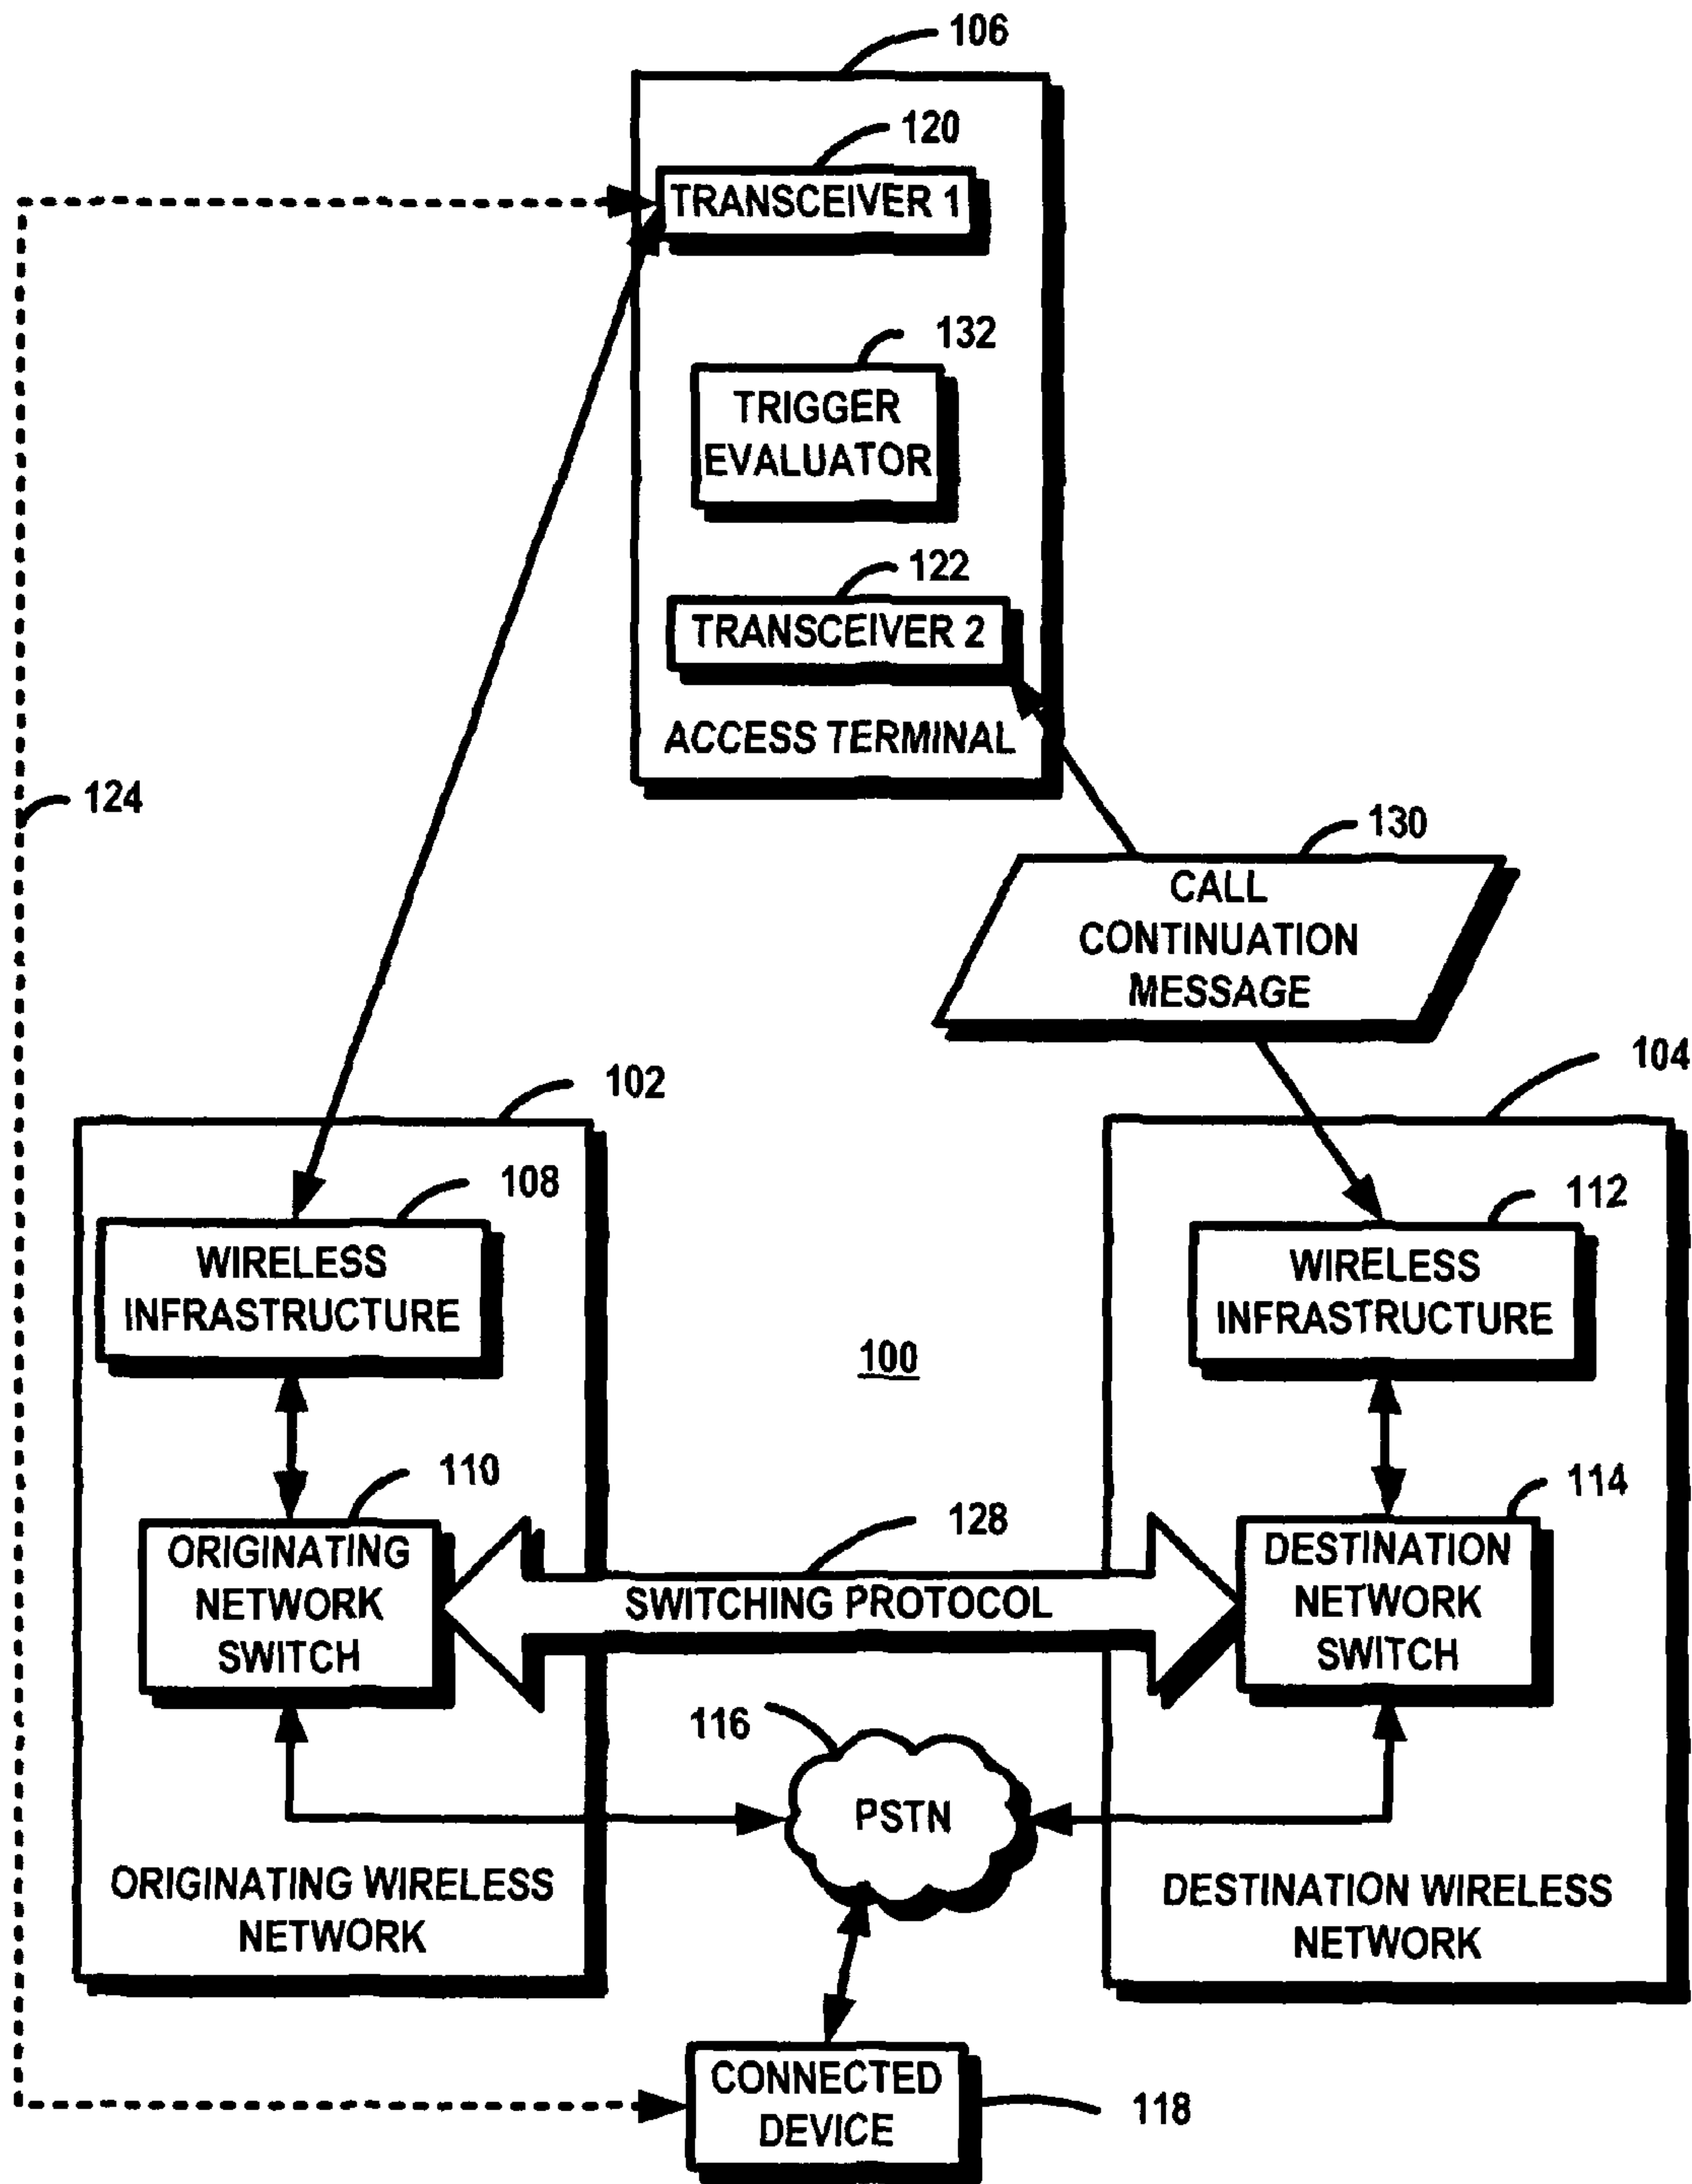 106
120
TRANSCEIVER 1
132
TRIGGER
EVALUATOR
122
TRANSCEIVER 2
ACCESS TERMINAL
124
130
CALL
CONTINUATION
MESSAGE
102
104
108
WIRELESS
INFRASTRUCTURE
112
WIRELESS
INFRASTRUCTURE
100
110
ORIGINATING
NETWORK
SWITCH
128
SWITCHING PROTOCOL
114
DESTINATION
NETWORK
SWITCH
116
PSTN
ORIGINATING WIRELESS
NETWORK
DESTINATION WIRELESS
NETWORK
CONNECTED
DEVICE
118